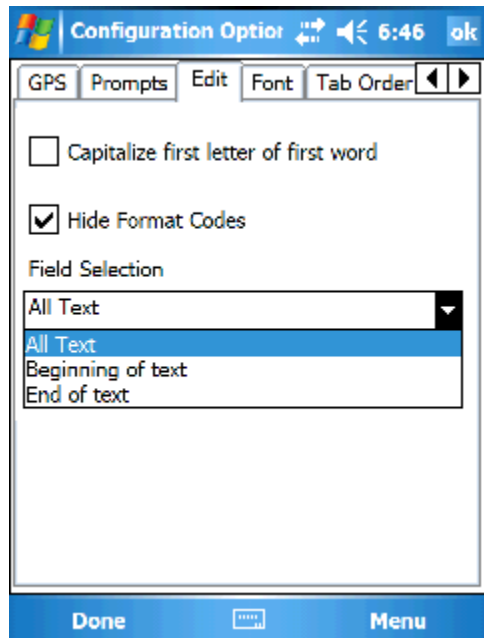 Configuration Optior 6:46 ok
GPS Prompts Edit Font Tab Order
Capitalize first letter of first word
Hide Format Codes
Field Selection
All Text
All Text
Beginning of text
End of text
Done Menu